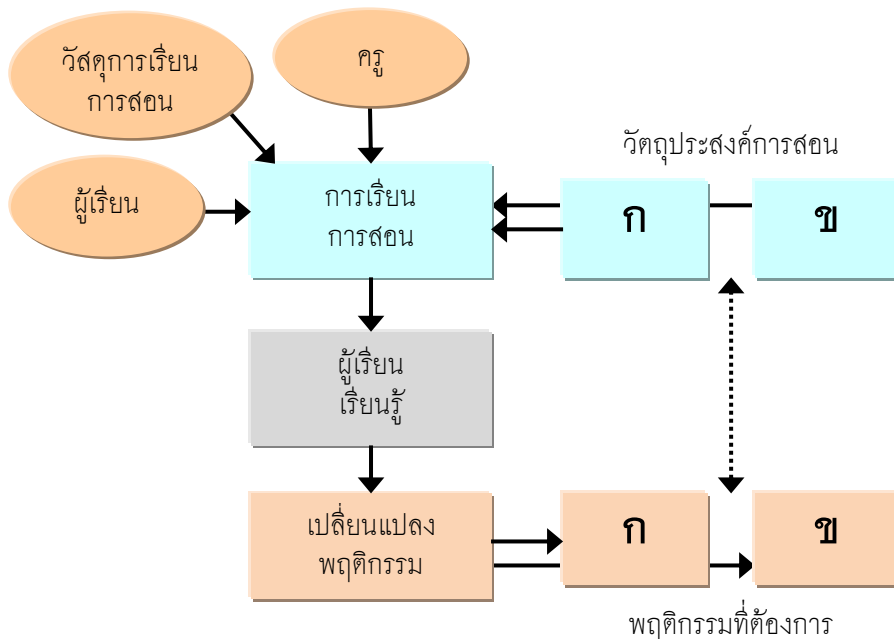 วัสดุการเรียน
การสอน
ครู
วัตถุประสงค์การสอน
ผู้เรียน
การเรียน
การสอน
ก
ข
ผู้เรียน
เรียนรู้
เปลี่ยนแปลง
พฤติกรรม
ก
ข
พฤติกรรมที่ต้องการ